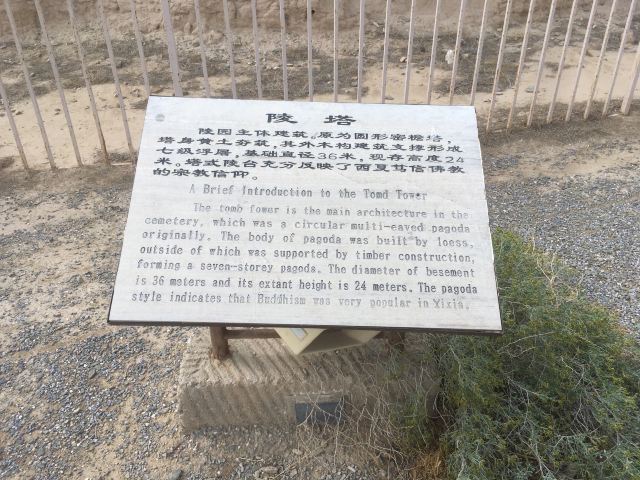 陵 塔
陵园主体建筑。原为圆形密檐塔，
塔身黄土夯筑，其外木构建筑支撑形成
七级浮屠，基础直径36米，现存高度24
米。塔式陵台充分反映了西夏笃信佛教
的宗教信仰。
A Brief Introduction to the Tomd Tower
The tomb fower is the main architecture in the
cemetery, which was a circular multi-eaved pagoda
originally. The body of pagoda was built by loess,
outside of which was supported by timber construction,
forming a seven-storey pagoda. The diameter of besement
is 36 meters and its extant height is 24 meters. The pagoda
style indicates that Buddhism was very popular in Xixia.